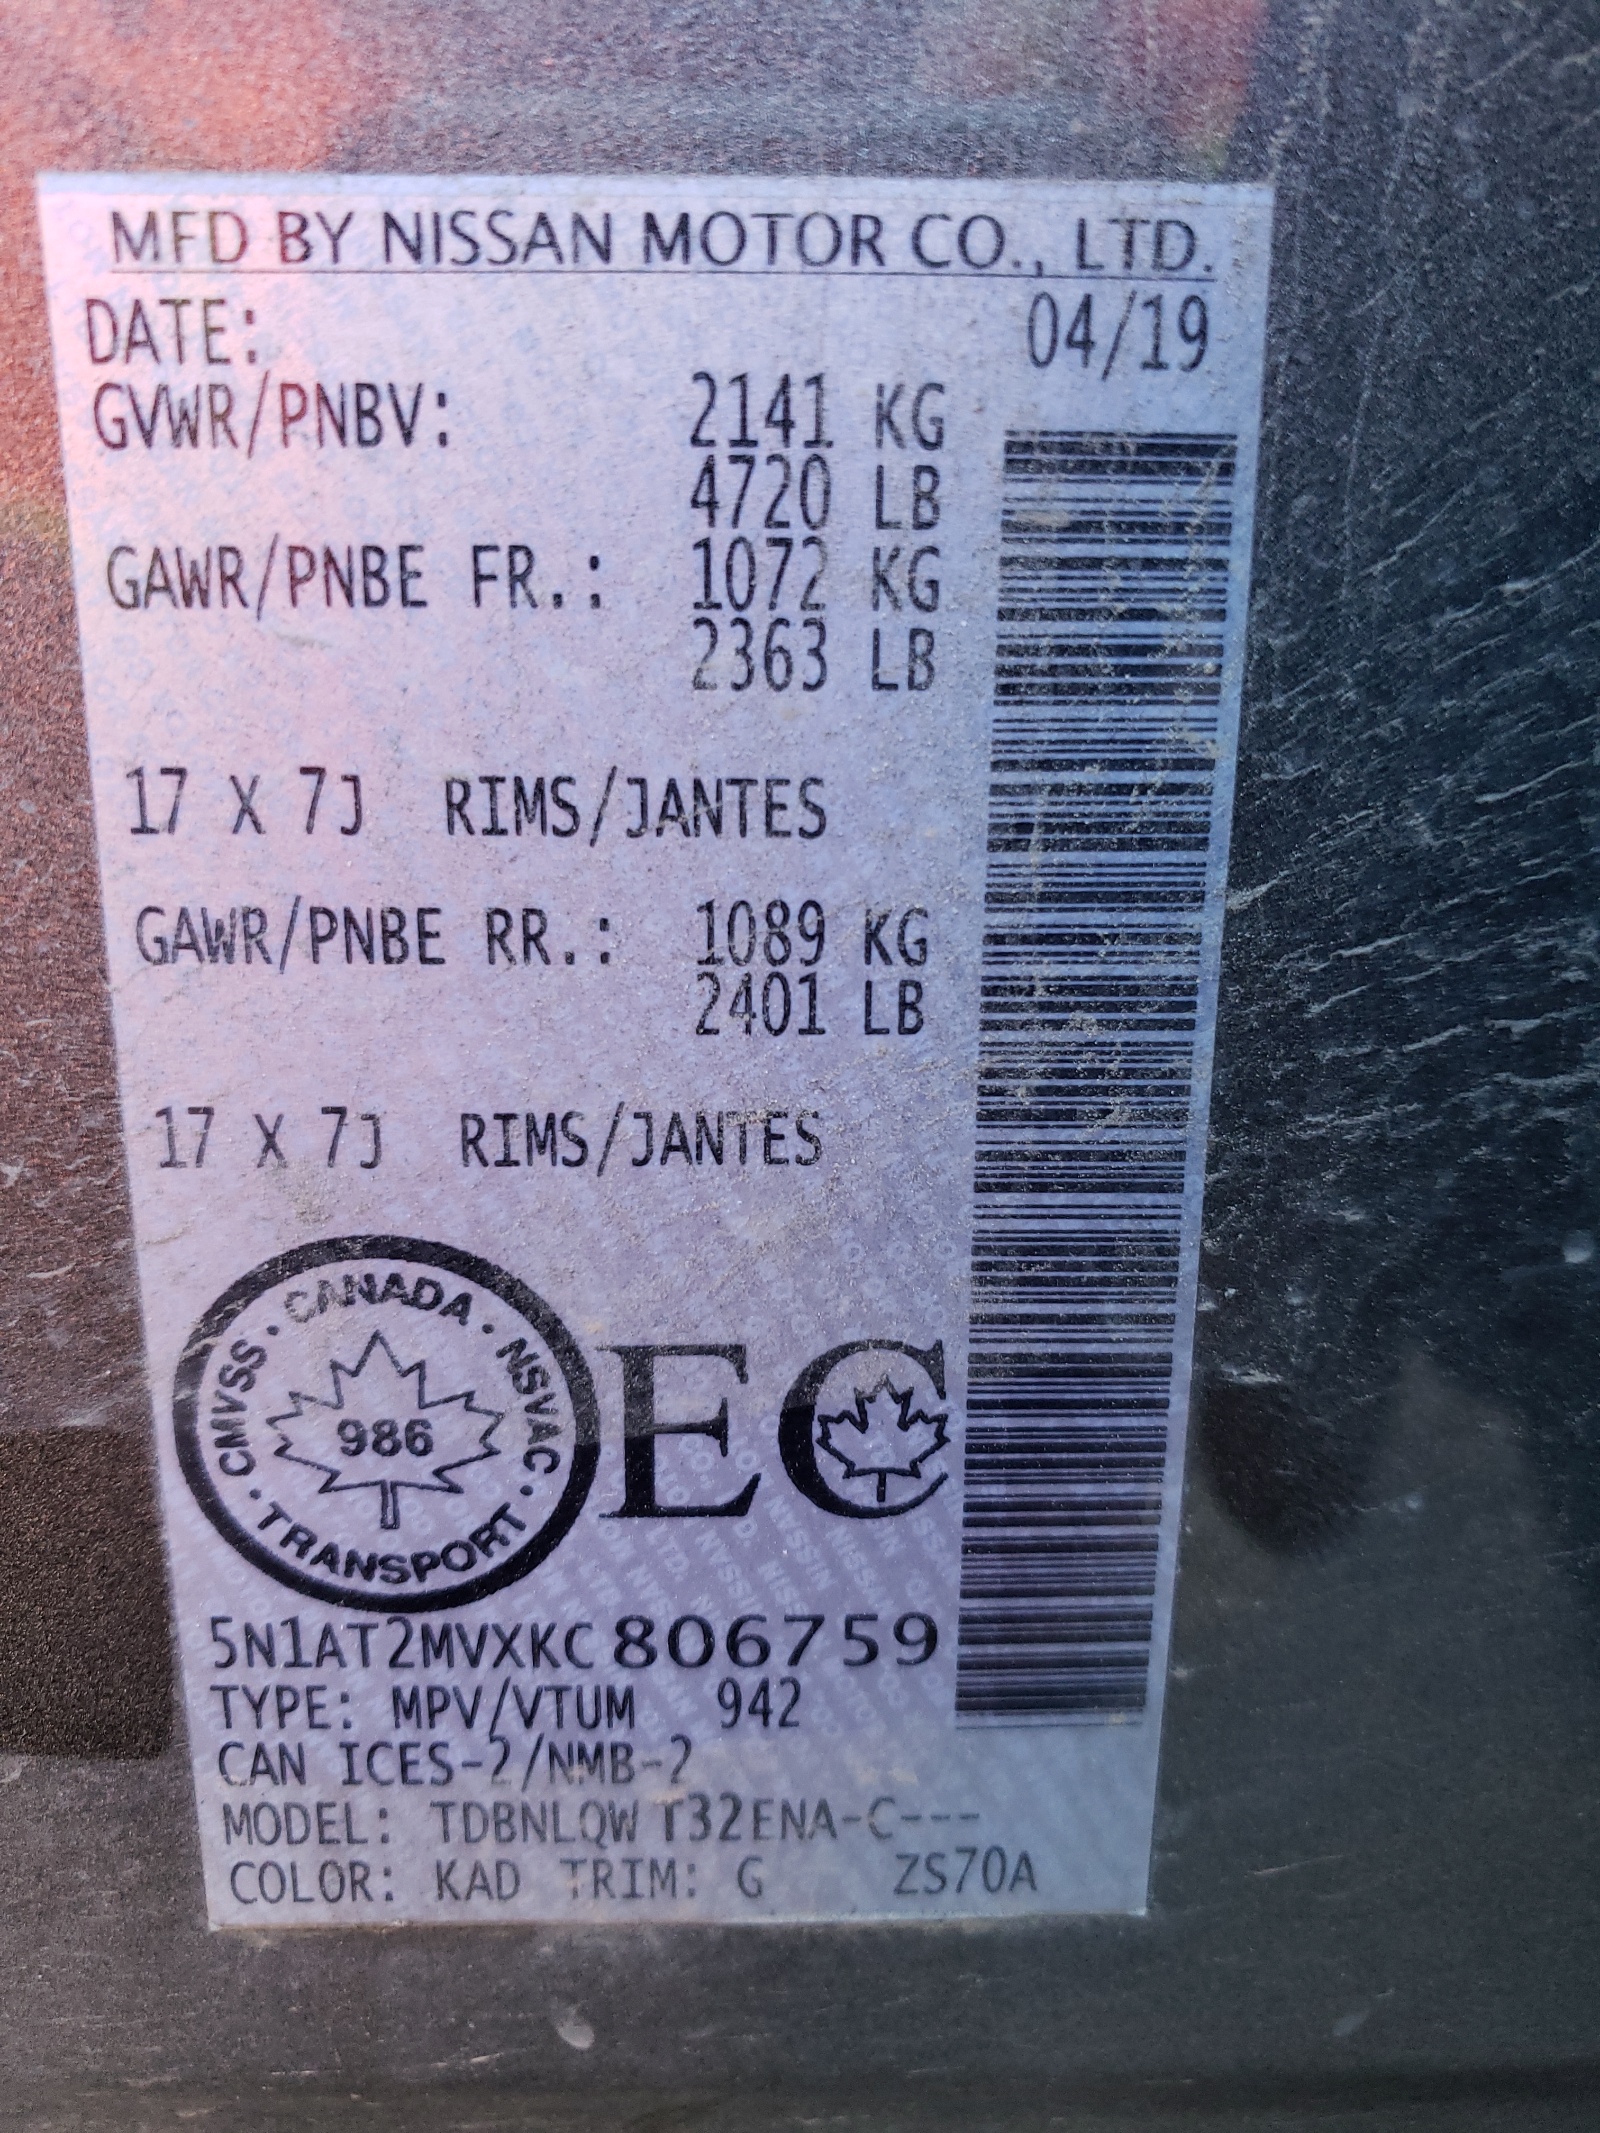 MFD BY NISSAN MOTOR CO., LTD.
DATE: 04/19
GVWR/PNBV: 2141 KG
4720 LB
GAWR/PNBE FR.: 1072 KG
2363 LB
17 X 7J RIMS/JANTES
GAWR/PNBE RR.: 1089 KG
2401 LB
17 X 7J RIMS/JANTES
CMVSS · CANADA · NSVAC · TRANSPORT ·
986
EC
5N1AT2MVXKC806759
TYPE: MPV/VTUM 942
CAN ICES-2/NMB-2
MODEL: TDBNLQW T32ENA-C---
COLOR: KAD TRIM: G ZS70A